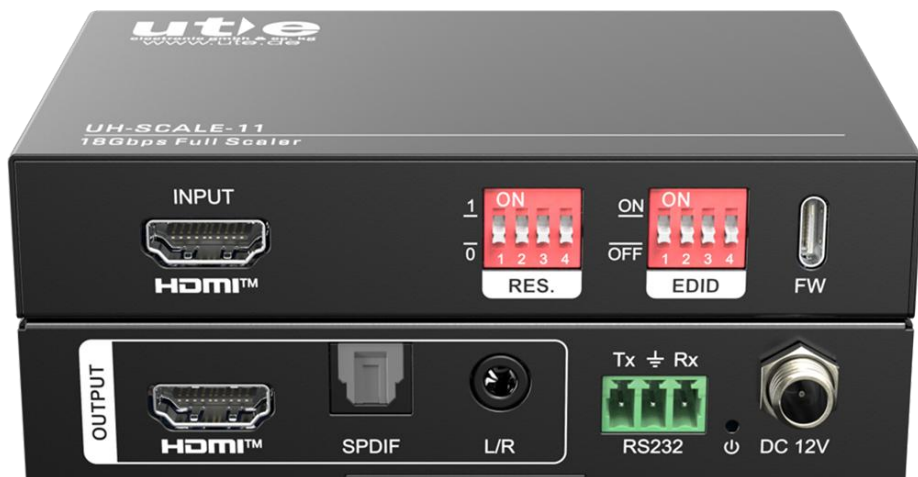 ut e
electronic gmbh & co. kg
www.ute.de
UH-SCALE-11
18Gbps Full Scaler
INPUT
HDMI™
1
0
ON
1 2 3 4
RES.
ON
OFF
ON
1 2 3 4
EDID
FW
OUTPUT
HDMI™
SPDIF
L/R
Tx Rx
RS232
DC 12V